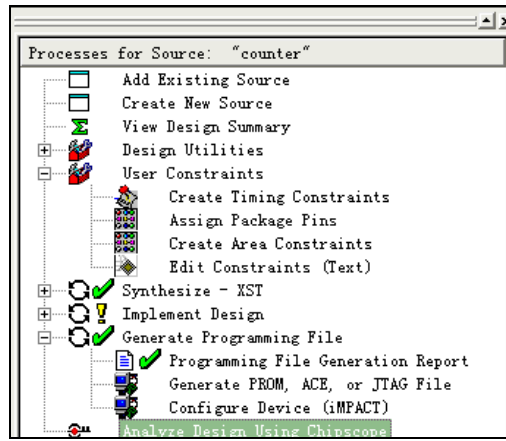 Processes for Source: "counter"
Add Existing Source
Create New Source
View Design Summary
Design Utilities
User Constraints
Create Timing Constraints
Assign Package Pins
Create Area Constraints
Edit Constraints (Text)
Synthesize - XST
Implement Design
Generate Programming File
Programming File Generation Report
Generate PROM, ACE, or JTAG File
Configure Device (iMPACT)
Analyze Design Using Chipscope